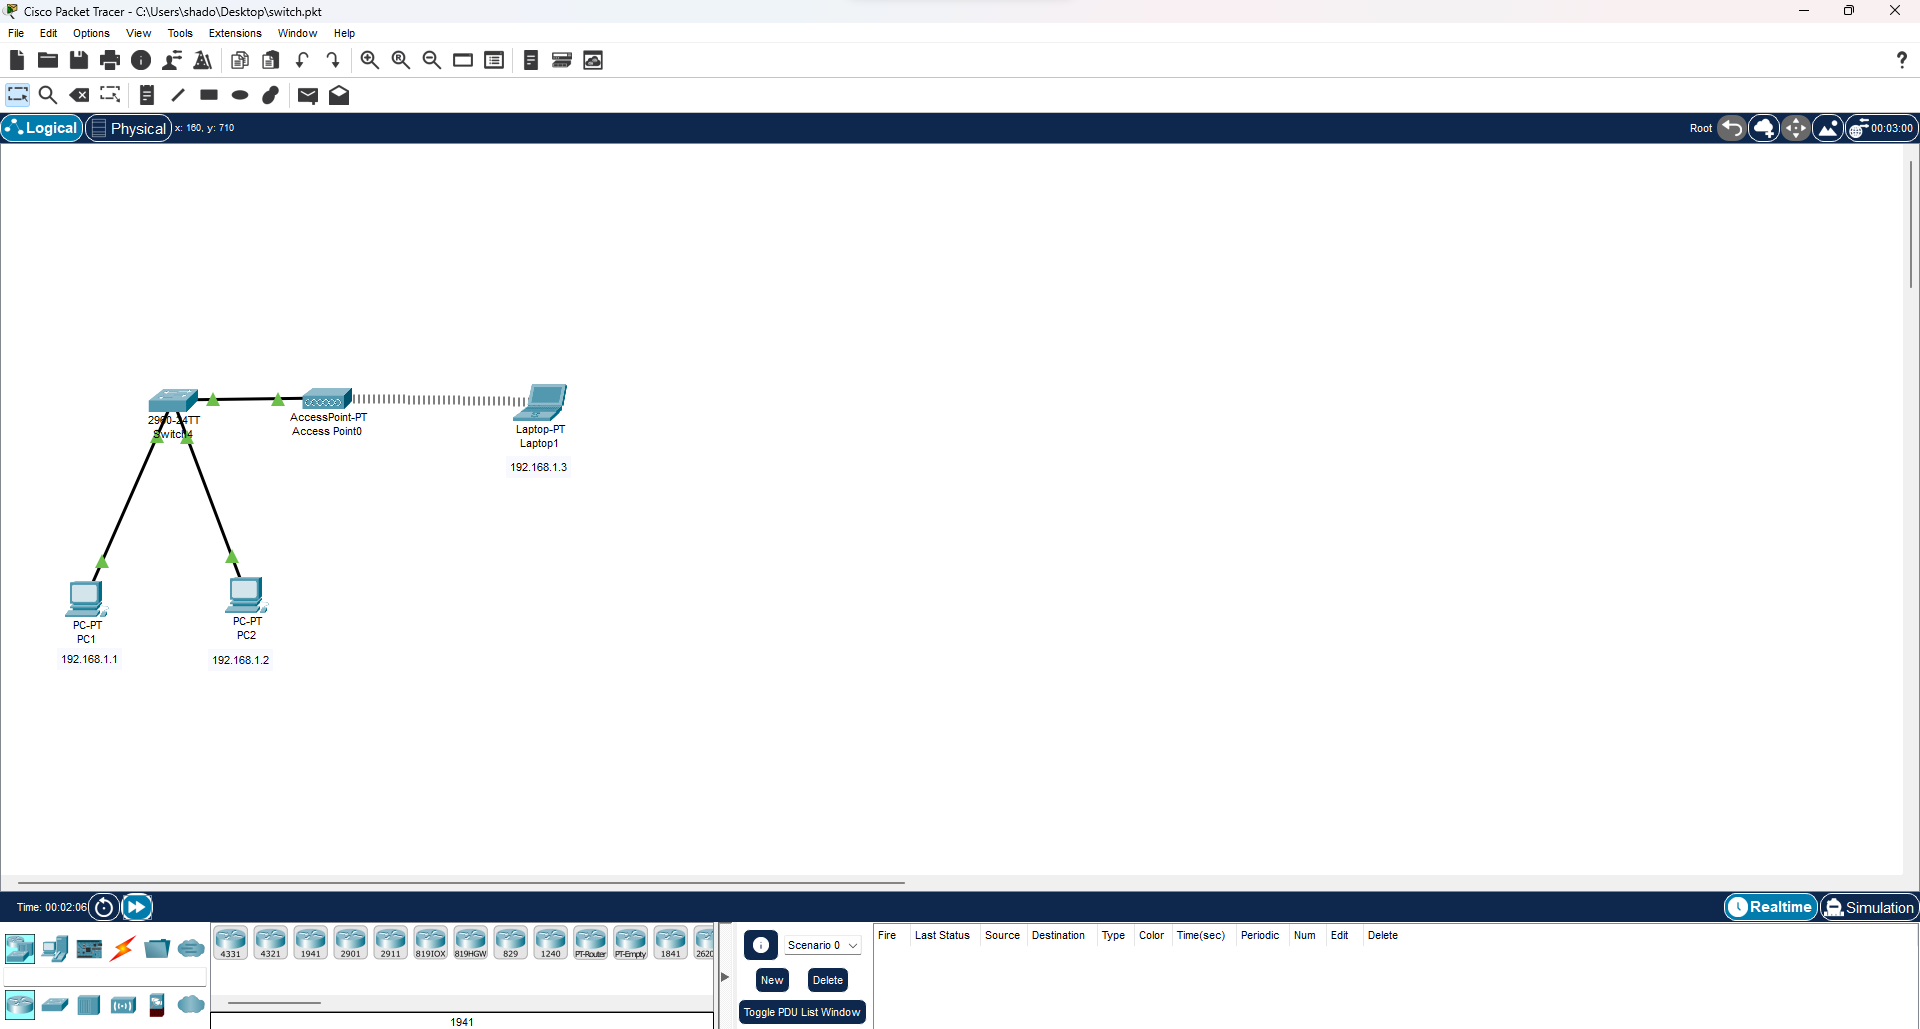 Cisco Packet Tracer - C:\Users\shado\Desktop\switch.pkt
File Edit Options View Tools Extensions Window Help
Logical Physical x: 160, y: 710 Root 00:03:00
2960-24TT
Switch4
AccessPoint-PT
Access Point0
Laptop-PT
Laptop1
192.168.1.3
PC-PT
PC1
192.168.1.1
PC-PT
PC2
192.168.1.2
Time: 00:02:06 Realtime Simulation
4331 4321 1941 2901 2911 819IOX 819HGW 829 1240 PT-Router PT-Empty 1841 2620
1941
Scenario 0
New Delete
Toggle PDU List Window
Fire Last Status Source Destination Type Color Time(sec) Periodic Num Edit Delete